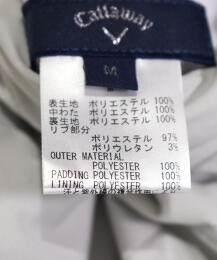 Callaway
M
表生地 ポリエステル 100%
中わた ポリエステル 100%
裏生地 ポリエステル 100%
リブ部分
ポリエステル 97%
ポリウレタン 3%
OUTER MATERIAL
POLYESTER 100%
PADDING POLYESTER 100%
LINING POLYESTER 100%